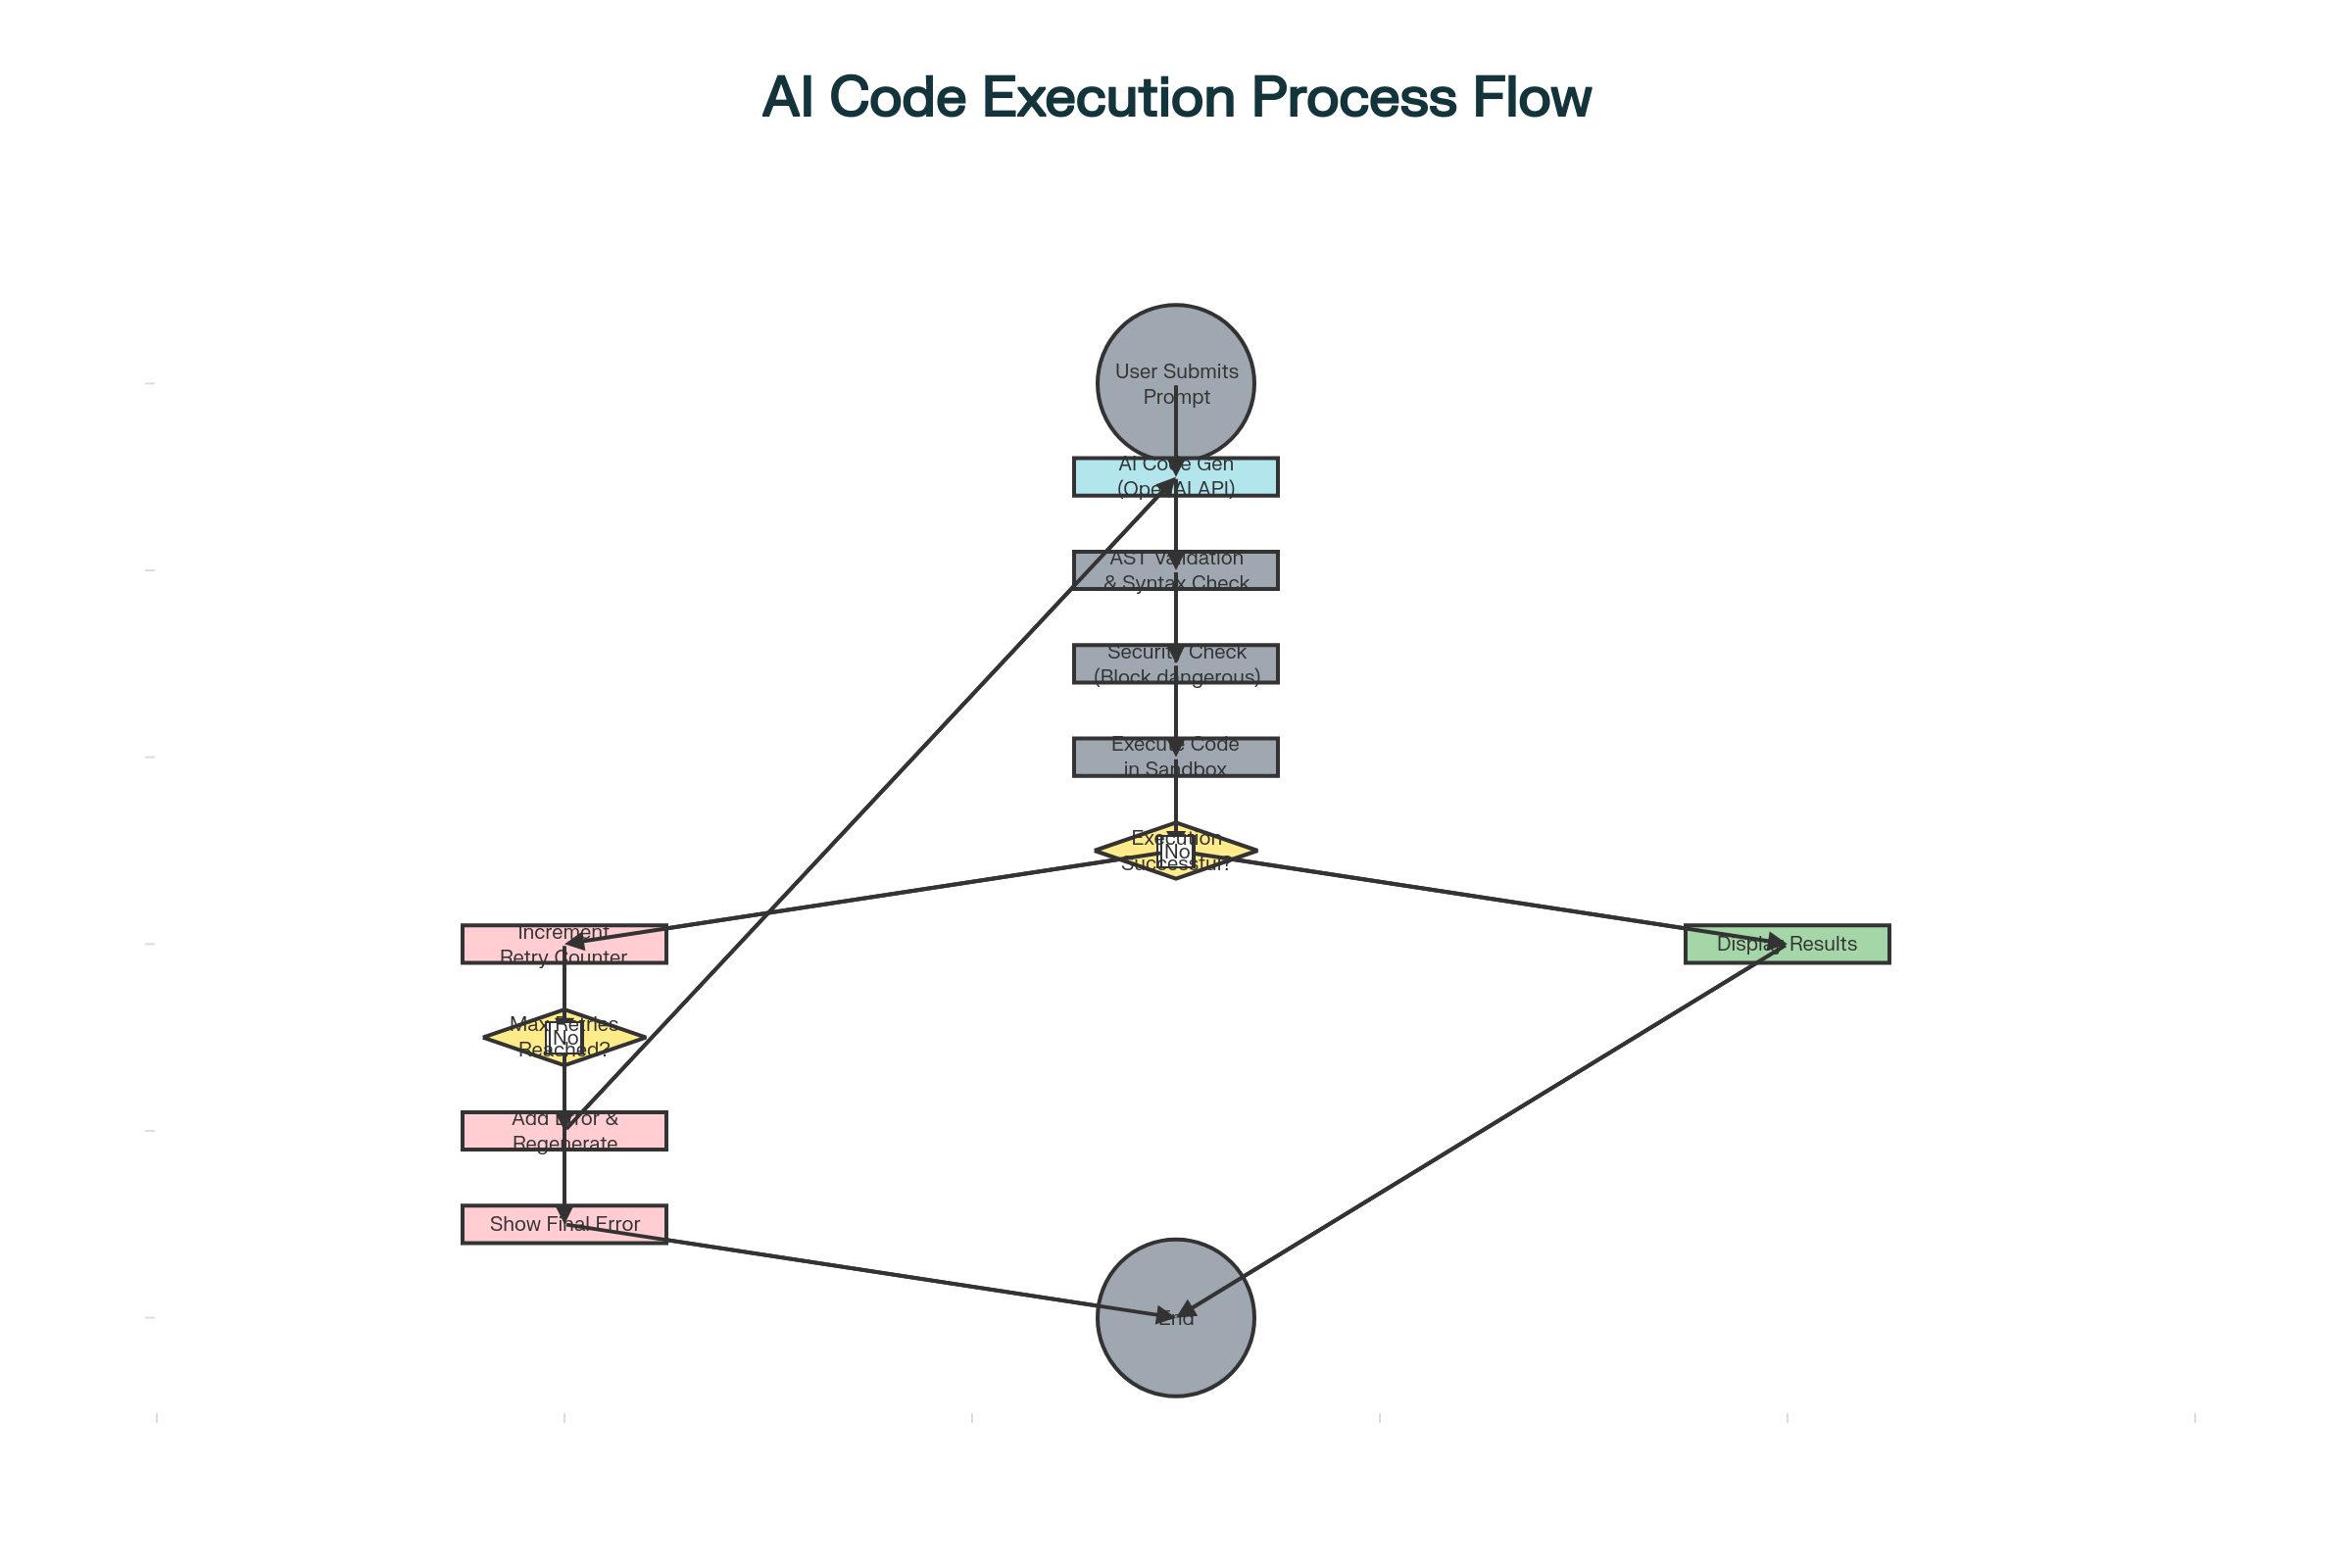 AI Code Execution Process Flow
User Submits
Prompt
AI Code Gen
(OpenAI API)
AST Validation
& Syntax Check
Security Check
(Block dangerous)
Execute Code
in Sandbox
Execution
Successful?
No
Increment
Retry Counter
Display Results
Max Retries
Reached?
No
Add Error &
Regenerate
Show Final Error
End